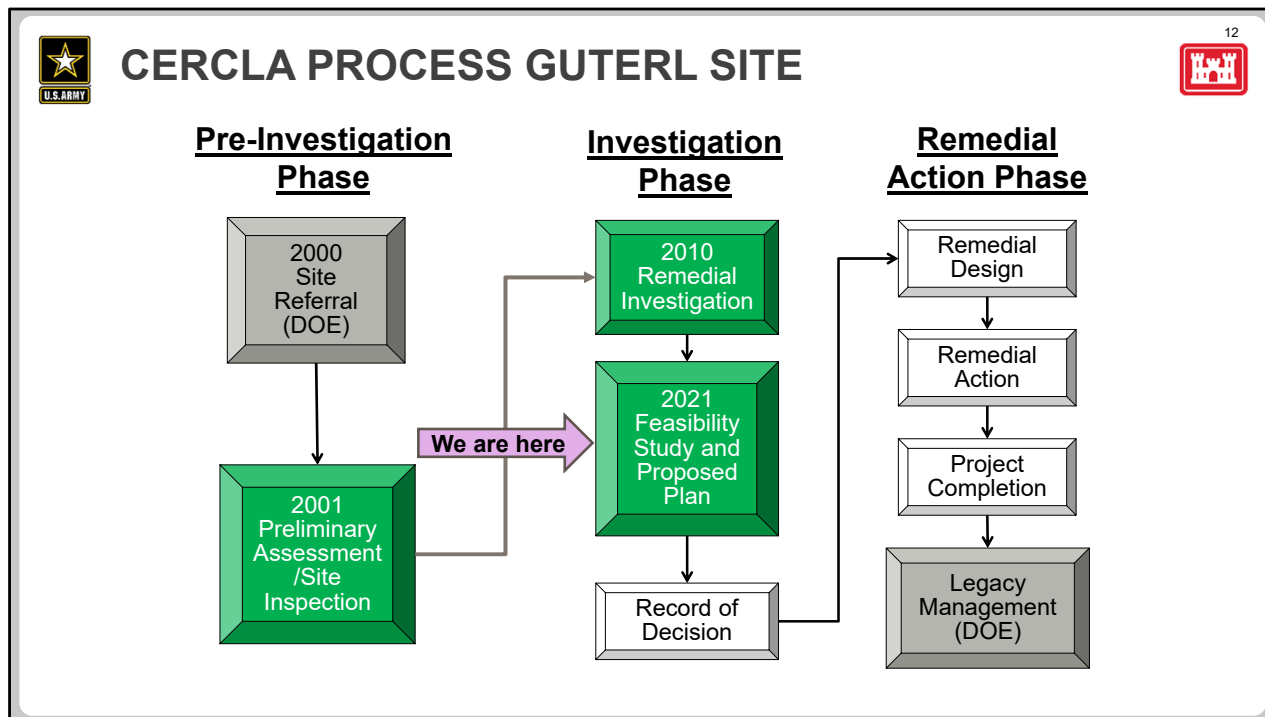 12
CERCLA PROCESS GUTERL SITE
U.S.ARMY
Pre-Investigation
Phase
2000
Site
Referral
(DOE)
2001
Preliminary
Assessment
/Site
Inspection
We are here
Investigation
Phase
2010
Remedial
Investigation
2021
Feasibility
Study and
Proposed
Plan
Record of
Decision
Remedial
Action Phase
Remedial
Design
Remedial
Action
Project
Completion
Legacy
Management
(DOE)